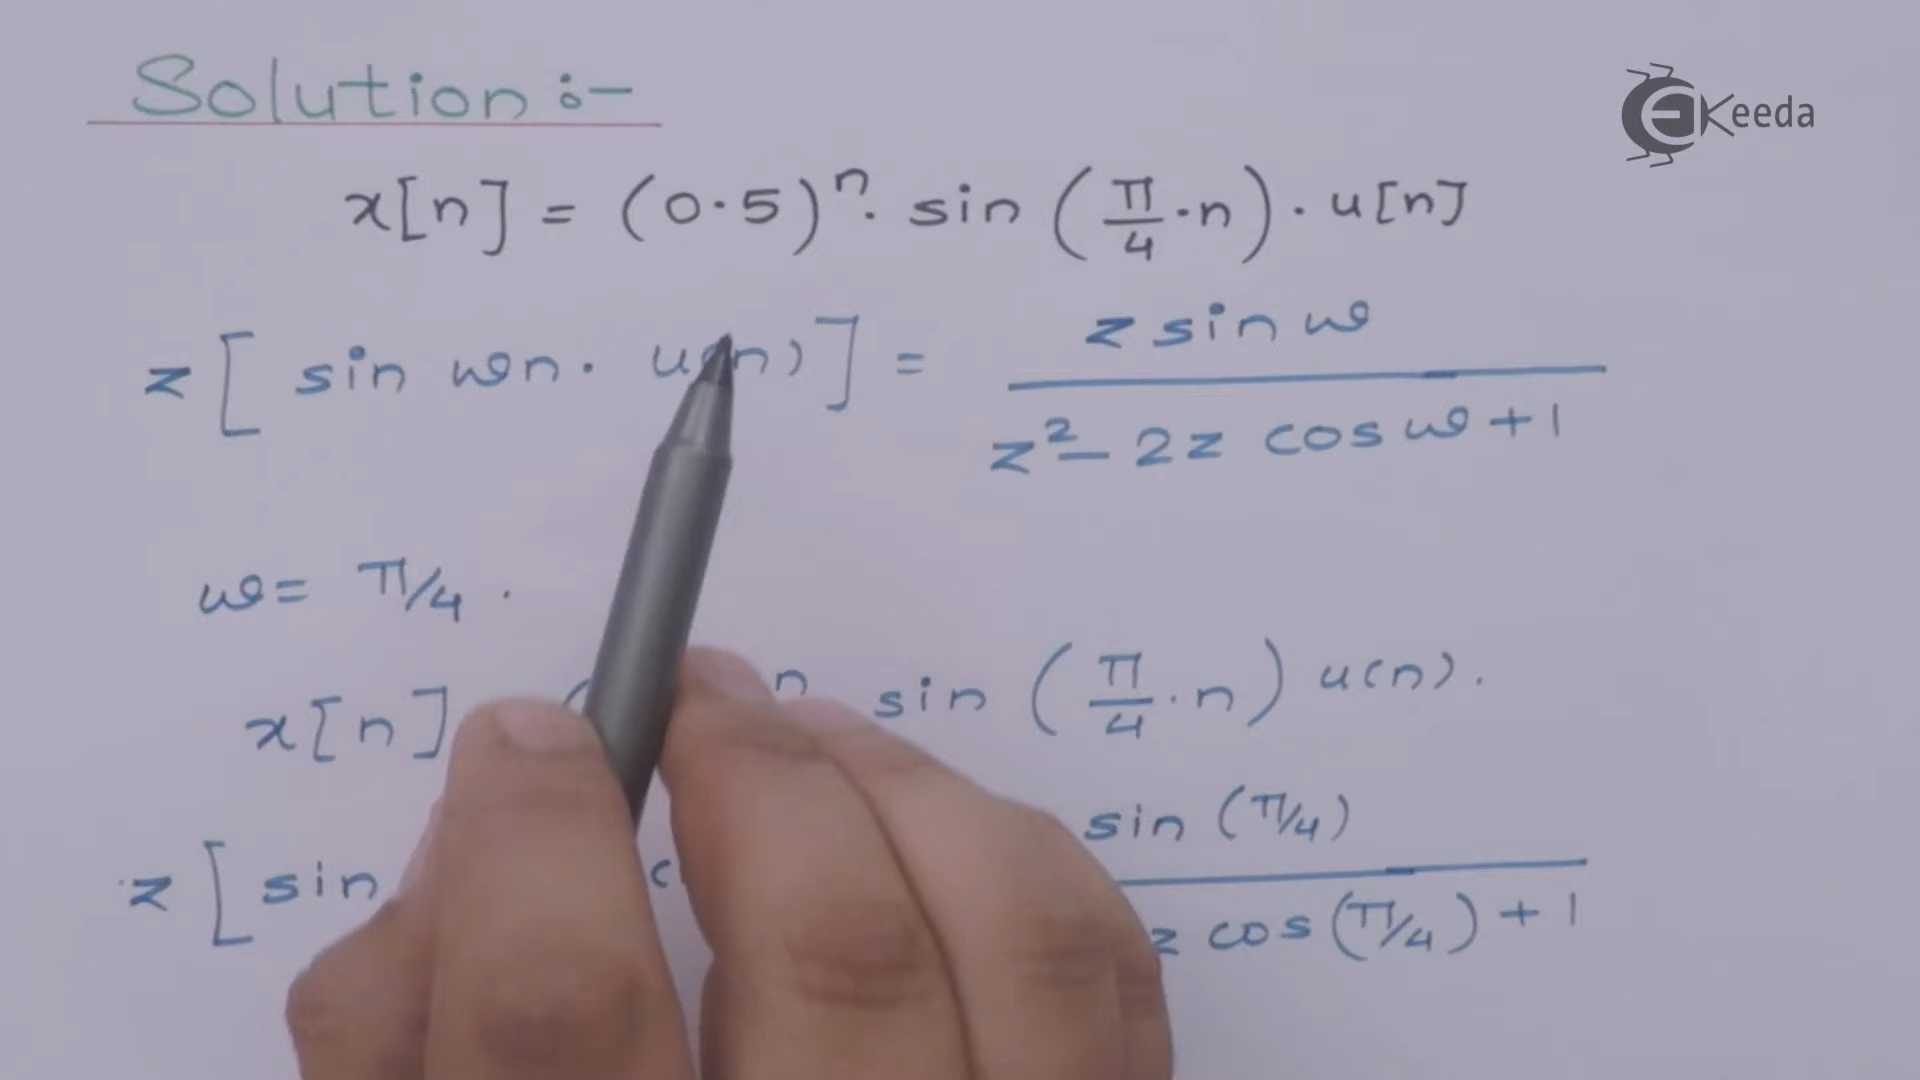 Solution :-
EKeeda
x[n] = (0.5)ⁿ. sin (π/4 · n) · u[n]
z [ sin ωn · u(n) ] = z sin ω / z² - 2z cos ω + 1
ω = π/4 .
x[n] ( n sin (π/4 · n) u(n).
z [ sin sin (π/4) / z cos (π/4) + 1